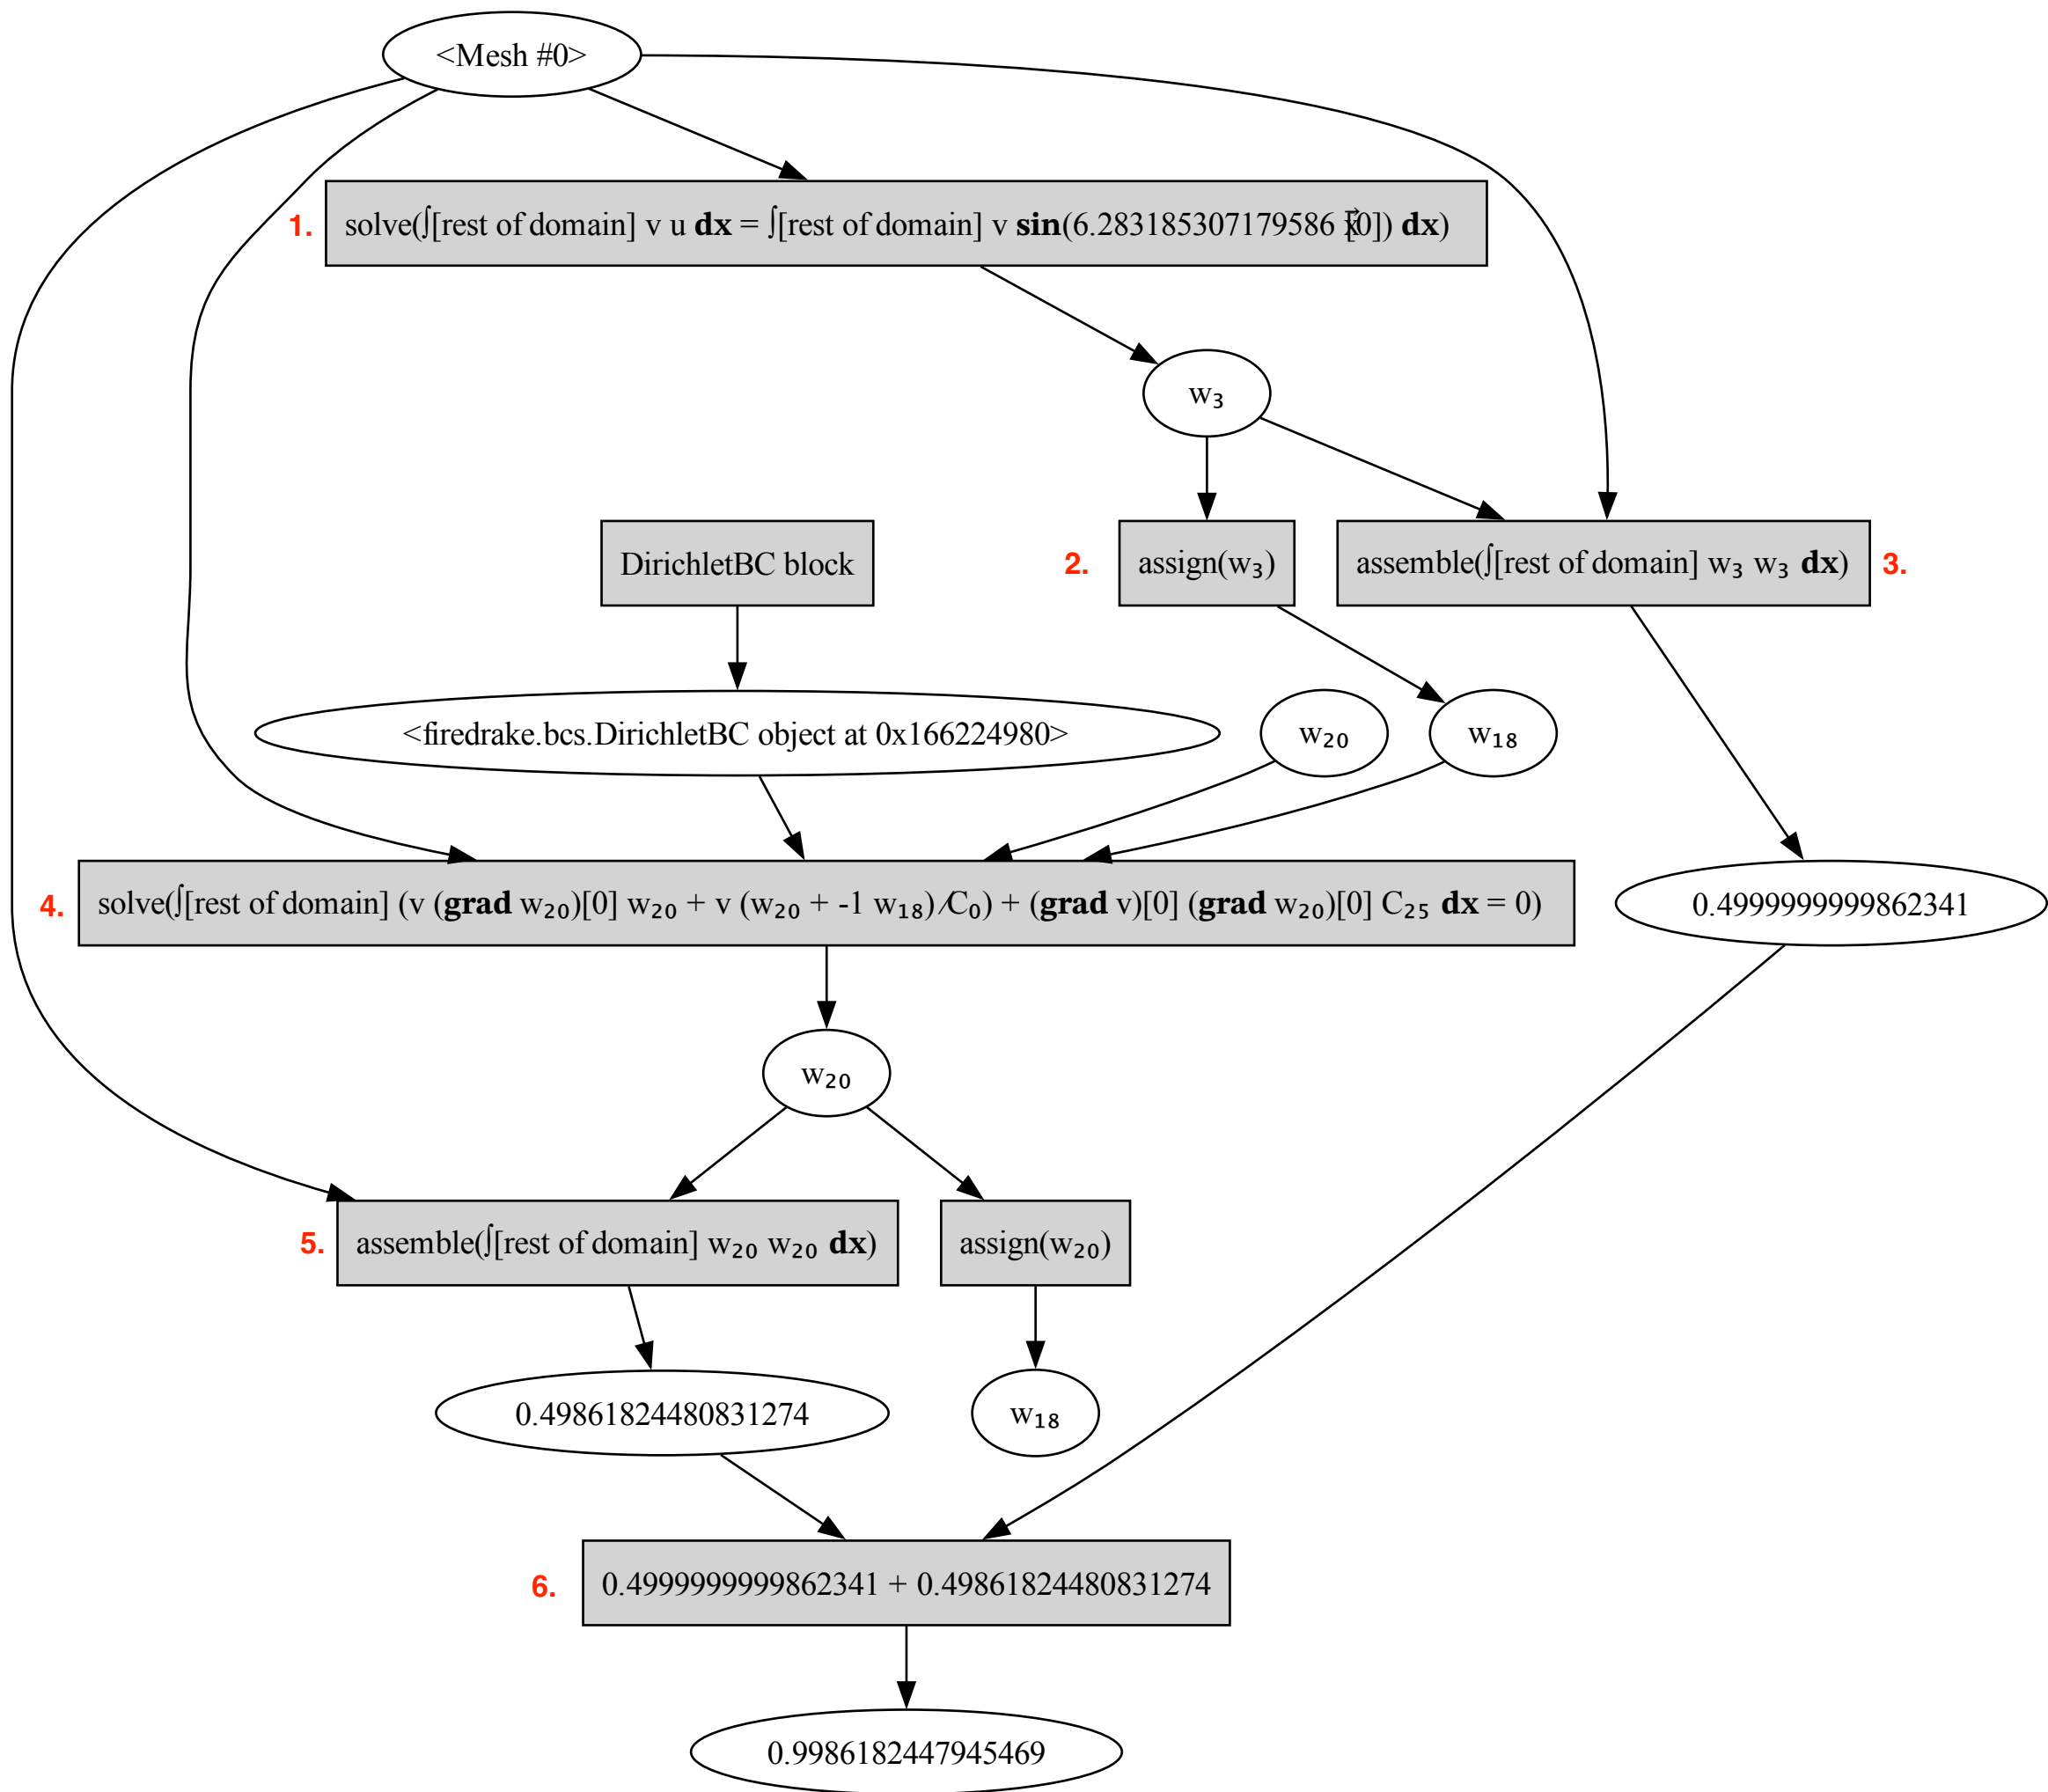 <Mesh #0>
1. solve(∫[rest of domain] v u dx = ∫[rest of domain] v sin(6.283185307179586 x⃗[0]) dx)
w₃
DirichletBC block
2. assign(w₃)
assemble(∫[rest of domain] w₃ w₃ dx) 3.
<firedrake.bcs.DirichletBC object at 0x166224980>
w₂₀
w₁₈
4. solve(∫[rest of domain] (v (grad w₂₀)[0] w₂₀ + v (w₂₀ + -1 w₁₈) ∕ C₀) + (grad v)[0] (grad w₂₀)[0] C₂₅ dx = 0)
0.4999999999862341
w₂₀
5. assemble(∫[rest of domain] w₂₀ w₂₀ dx)
assign(w₂₀)
0.49861824480831274
w₁₈
6. 0.4999999999862341 + 0.49861824480831274
0.9986182447945469